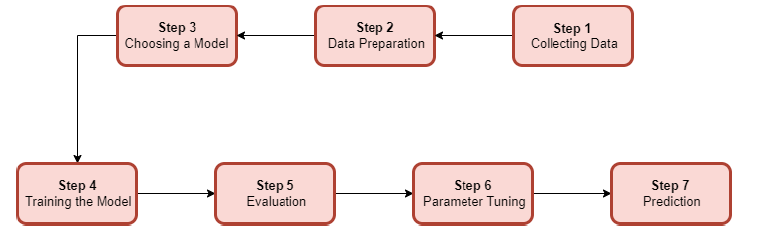 Step 3
Choosing a Model
Step 2
Data Preparation
Step 1
Collecting Data
Step 4
Training the Model
Step 5
Evaluation
Step 6
Parameter Tuning
Step 7
Prediction